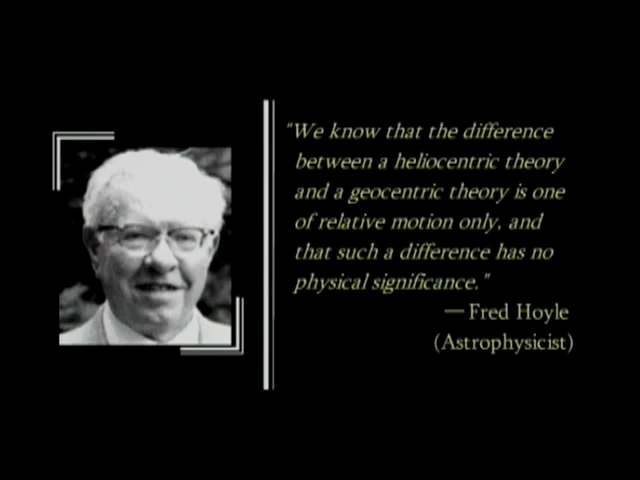 "We know that the difference
between a heliocentric theory
and a geocentric theory is one
of relative motion only, and
that such a difference has no
physical significance."
— Fred Hoyle
(Astrophysicist)